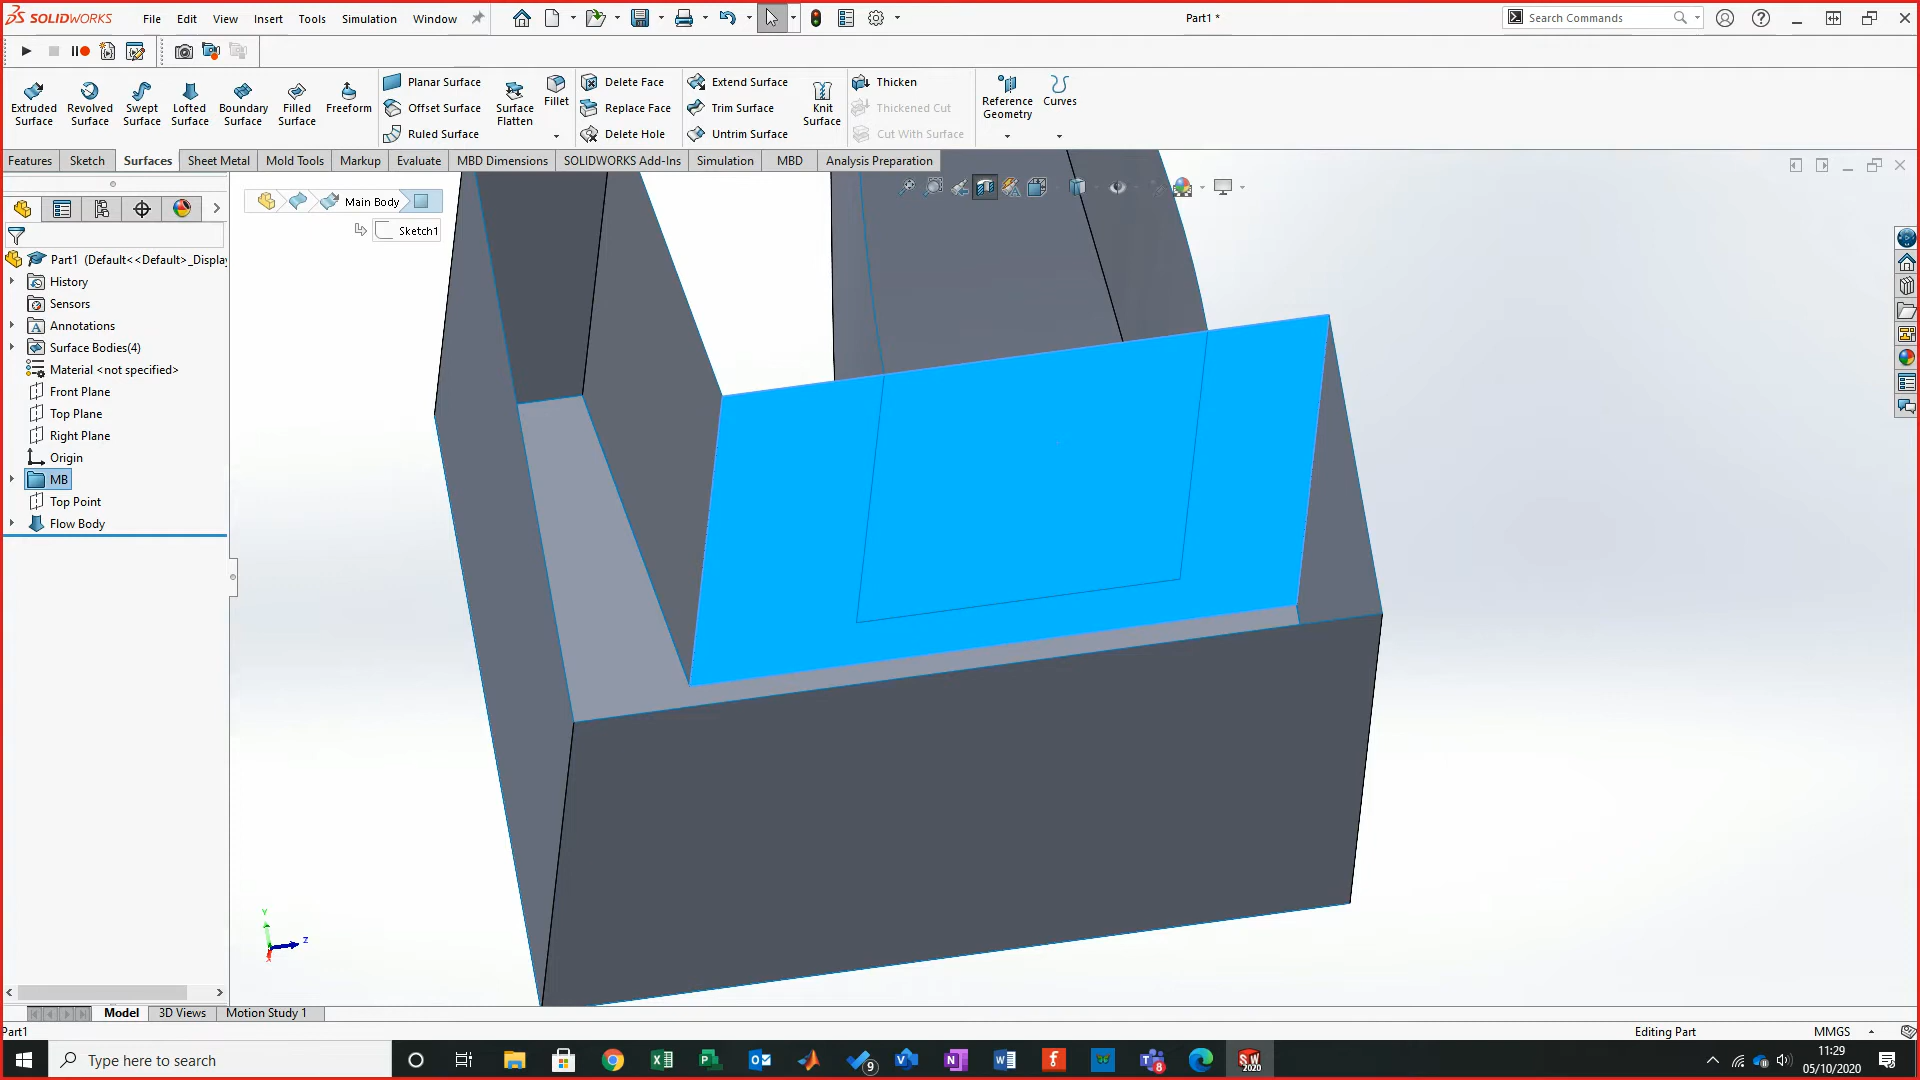 SOLIDWORKS File Edit View Insert Tools Simulation Window Part1 * Search Commands
Extruded Surface
Revolved Surface
Swept Surface
Lofted Surface
Boundary Surface
Filled Surface
Freeform
Planar Surface
Offset Surface
Ruled Surface
Surface Flatten
Fillet
Delete Face
Replace Face
Delete Hole
Extend Surface
Trim Surface
Untrim Surface
Knit Surface
Thicken
Thickened Cut
Cut With Surface
Reference Geometry
Curves
Features Sketch Surfaces Sheet Metal Mold Tools Markup Evaluate MBD Dimensions SOLIDWORKS Add-Ins Simulation MBD Analysis Preparation
Main Body
Sketch1
Part1 (Default<<Default>_Displa
History
Sensors
Annotations
Surface Bodies(4)
Material <not specified>
Front Plane
Top Plane
Right Plane
Origin
MB
Top Point
Flow Body
Y
Z
X
Model 3D Views Motion Study 1
Part1 Editing Part MMGS
Type here to search
9
8
SW 2020
11:29
05/10/2020